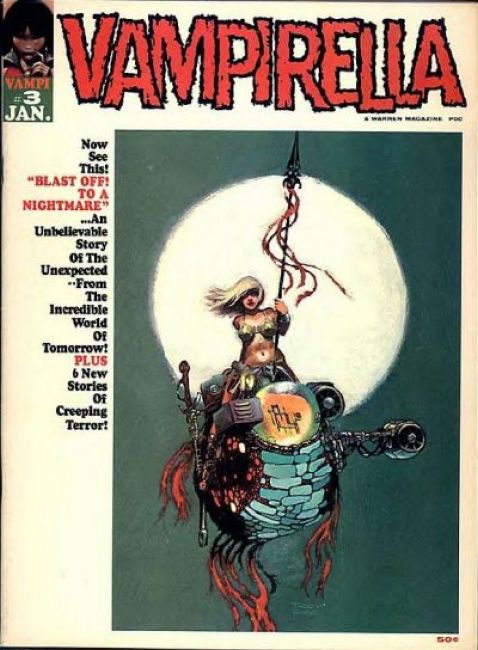 VAMPIRELLA
VAMPI
#3
JAN.
A WARREN MAGAZINE PDC
Now
See
This!
"BLAST OFF!
TO A
NIGHTMARE"
...An
Unbelievable
Story
Of The
Unexpected
--From
The
Incredible
World
Of
Tomorrow!
PLUS
6 New
Stories
Of
Creeping
Terror!
50¢